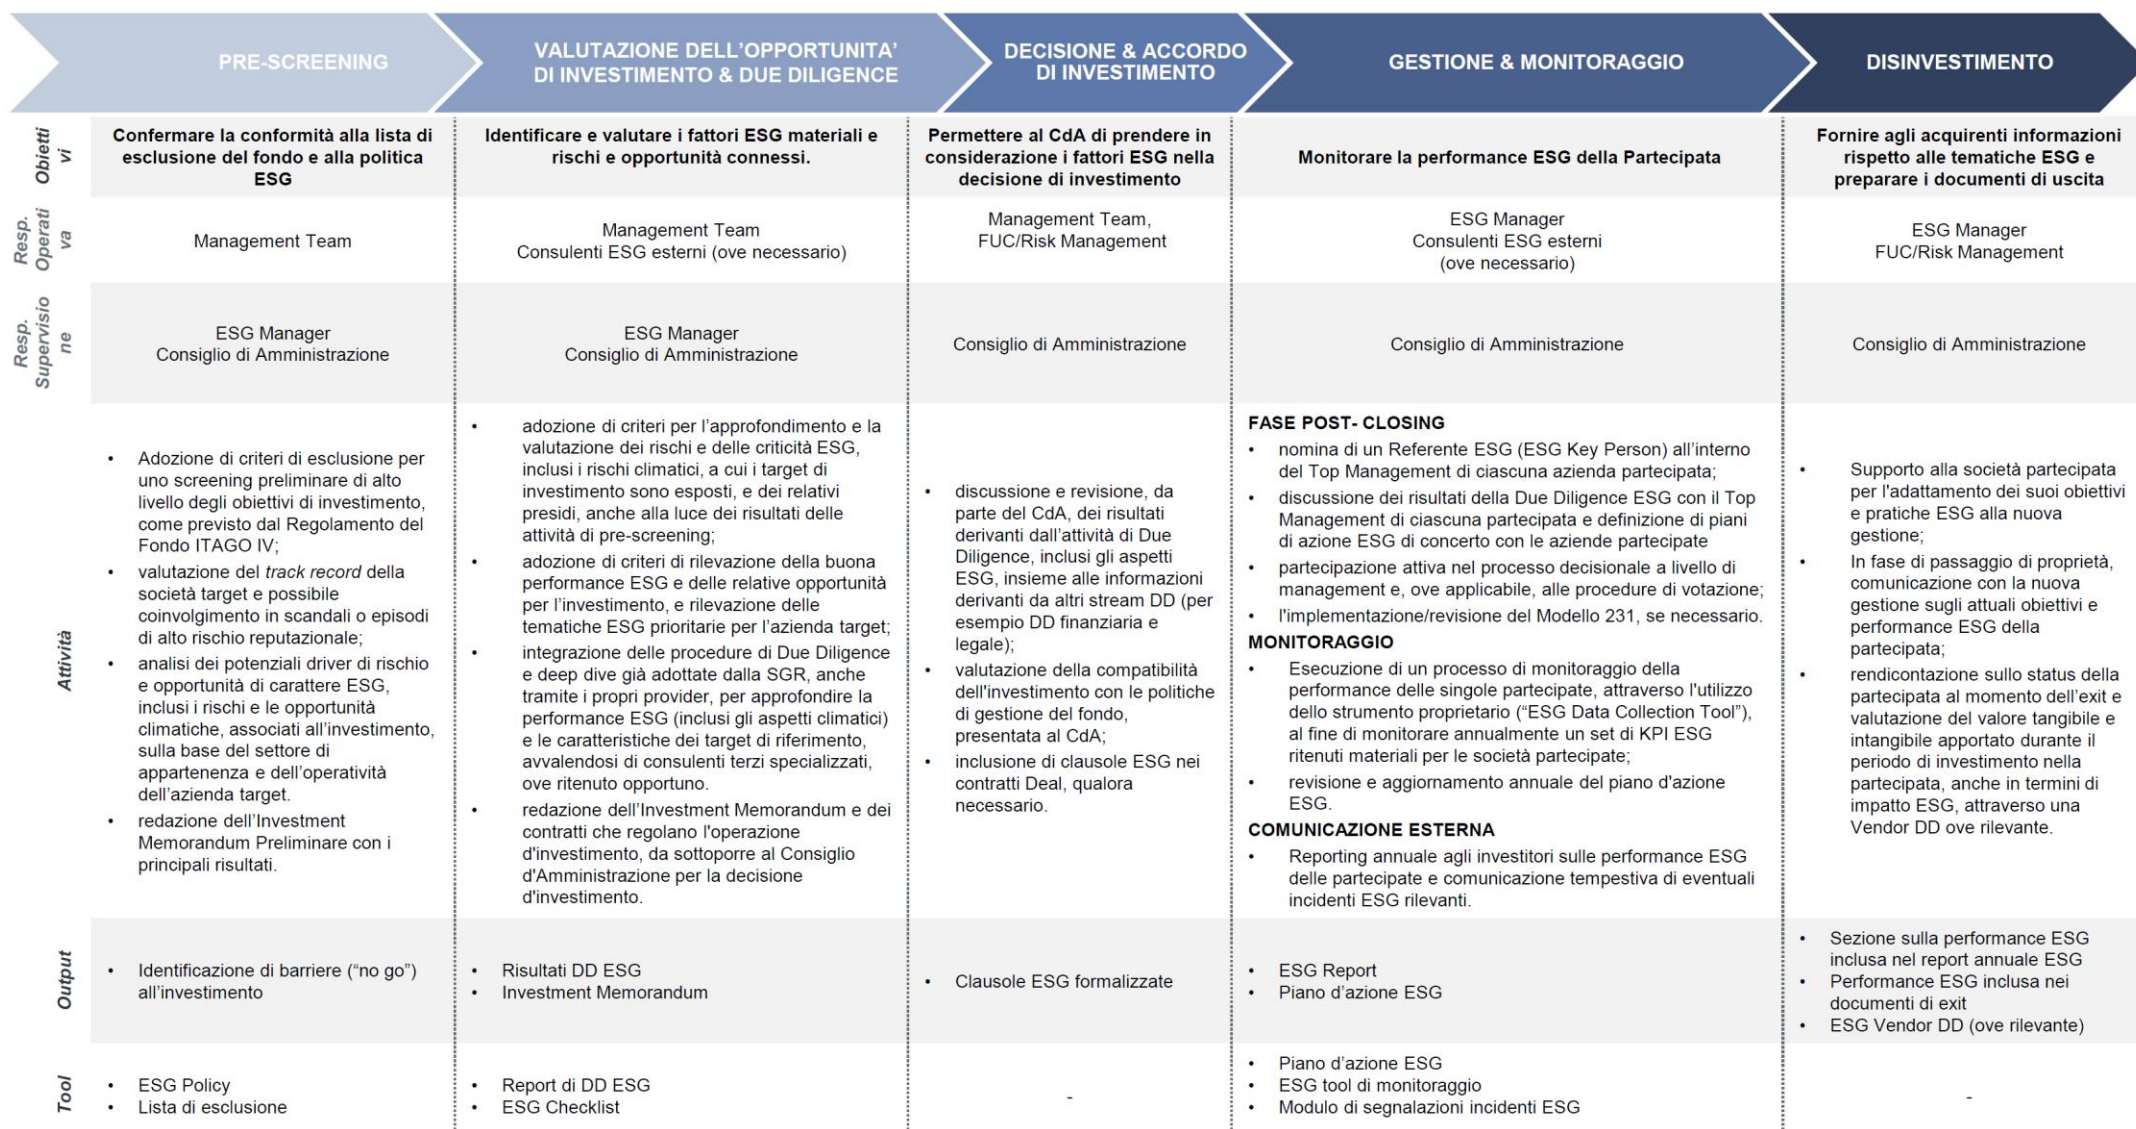 PRE-SCREENING
VALUTAZIONE DELL'OPPORTUNITA'
DI INVESTIMENTO & DUE DILIGENCE
DECISIONE & ACCORDO
DI INVESTIMENTO
GESTIONE & MONITORAGGIO
DISINVESTIMENTO
Obietti
vi
Confermare la conformità alla lista di
esclusione del fondo e alla politica
ESG
Identificare e valutare i fattori ESG materiali e
rischi e opportunità connessi.
Permettere al CdA di prendere in
considerazione i fattori ESG nella
decisione di investimento
Monitorare la performance ESG della Partecipata
Fornire agli acquirenti informazioni
rispetto alle tematiche ESG e
preparare i documenti di uscita
Resp.
Operati
va
Management Team
Management Team
Consulenti ESG esterni (ove necessario)
Management Team,
FUC/Risk Management
ESG Manager
Consulenti ESG esterni
(ove necessario)
ESG Manager
FUC/Risk Management
Resp.
Supervisio
ne
ESG Manager
Consiglio di Amministrazione
ESG Manager
Consiglio di Amministrazione
Consiglio di Amministrazione
Consiglio di Amministrazione
Consiglio di Amministrazione
Attività
• Adozione di criteri di esclusione per
uno screening preliminare di alto
livello degli obiettivi di investimento,
come previsto dal Regolamento del
Fondo ITAGO IV;
• valutazione del track record della
società target e possibile
coinvolgimento in scandali o episodi
di alto rischio reputazionale;
• analisi dei potenziali driver di rischio
e opportunità di carattere ESG,
inclusi i rischi e le opportunità
climatiche, associati all'investimento,
sulla base del settore di
appartenenza e dell'operatività
dell'azienda target.
• redazione dell'Investment
Memorandum Preliminare con i
principali risultati.
• adozione di criteri per l'approfondimento e la
valutazione dei rischi e delle criticità ESG,
inclusi i rischi climatici, a cui i target di
investimento sono esposti, e dei relativi
presidi, anche alla luce dei risultati delle
attività di pre-screening;
• adozione di criteri di rilevazione della buona
performance ESG e delle relative opportunità
per l'investimento, e rilevazione delle
tematiche ESG prioritarie per l'azienda target;
• integrazione delle procedure di Due Diligence
e deep dive già adottate dalla SGR, anche
tramite i propri provider, per approfondire la
performance ESG (inclusi gli aspetti climatici)
e le caratteristiche dei target di riferimento,
avvalendosi di consulenti terzi specializzati,
ove ritenuto opportuno.
• redazione dell'Investment Memorandum e dei
contratti che regolano l'operazione
d'investimento, da sottoporre al Consiglio
d'Amministrazione per la decisione
d'investimento.
• discussione e revisione, da
parte del CdA, dei risultati
derivanti dall'attività di Due
Diligence, inclusi gli aspetti
ESG, insieme alle informazioni
derivanti da altri stream DD (per
esempio DD finanziaria e
legale);
• valutazione della compatibilità
dell'investimento con le politiche
di gestione del fondo,
presentata al CdA;
• inclusione di clausole ESG nei
contratti Deal, qualora
necessario.
FASE POST- CLOSING
• nomina di un Referente ESG (ESG Key Person) all'interno
del Top Management di ciascuna azienda partecipata;
• discussione dei risultati della Due Diligence ESG con il Top
Management di ciascuna partecipata e definizione di piani
di azione ESG di concerto con le aziende partecipate
• partecipazione attiva nel processo decisionale a livello di
management e, ove applicabile, alle procedure di votazione;
• l'implementazione/revisione del Modello 231, se necessario.
MONITORAGGIO
• Esecuzione di un processo di monitoraggio della
performance delle singole partecipate, attraverso l'utilizzo
dello strumento proprietario ("ESG Data Collection Tool"),
al fine di monitorare annualmente un set di KPI ESG
ritenuti materiali per le società partecipate;
• revisione e aggiornamento annuale del piano d'azione
ESG.
COMUNICAZIONE ESTERNA
• Reporting annuale agli investitori sulle performance ESG
delle partecipate e comunicazione tempestiva di eventuali
incidenti ESG rilevanti.
• Supporto alla società partecipata
per l'adattamento dei suoi obiettivi
e pratiche ESG alla nuova
gestione;
• In fase di passaggio di proprietà,
comunicazione con la nuova
gestione sugli attuali obiettivi e
performance ESG della
partecipata;
• rendicontazione sullo status della
partecipata al momento dell'exit e
valutazione del valore tangibile e
intangibile apportato durante il
periodo di investimento nella
partecipata, anche in termini di
impatto ESG, attraverso una
Vendor DD ove rilevante.
Output
• Identificazione di barriere ("no go")
all'investimento
• Risultati DD ESG
• Investment Memorandum
• Clausole ESG formalizzate
• ESG Report
• Piano d'azione ESG
• Sezione sulla performance ESG
inclusa nel report annuale ESG
• Performance ESG inclusa nei
documenti di exit
• ESG Vendor DD (ove rilevante)
Tool
• ESG Policy
• Lista di esclusione
• Report di DD ESG
• ESG Checklist
-
• Piano d'azione ESG
• ESG tool di monitoraggio
• Modulo di segnalazioni incidenti ESG
-